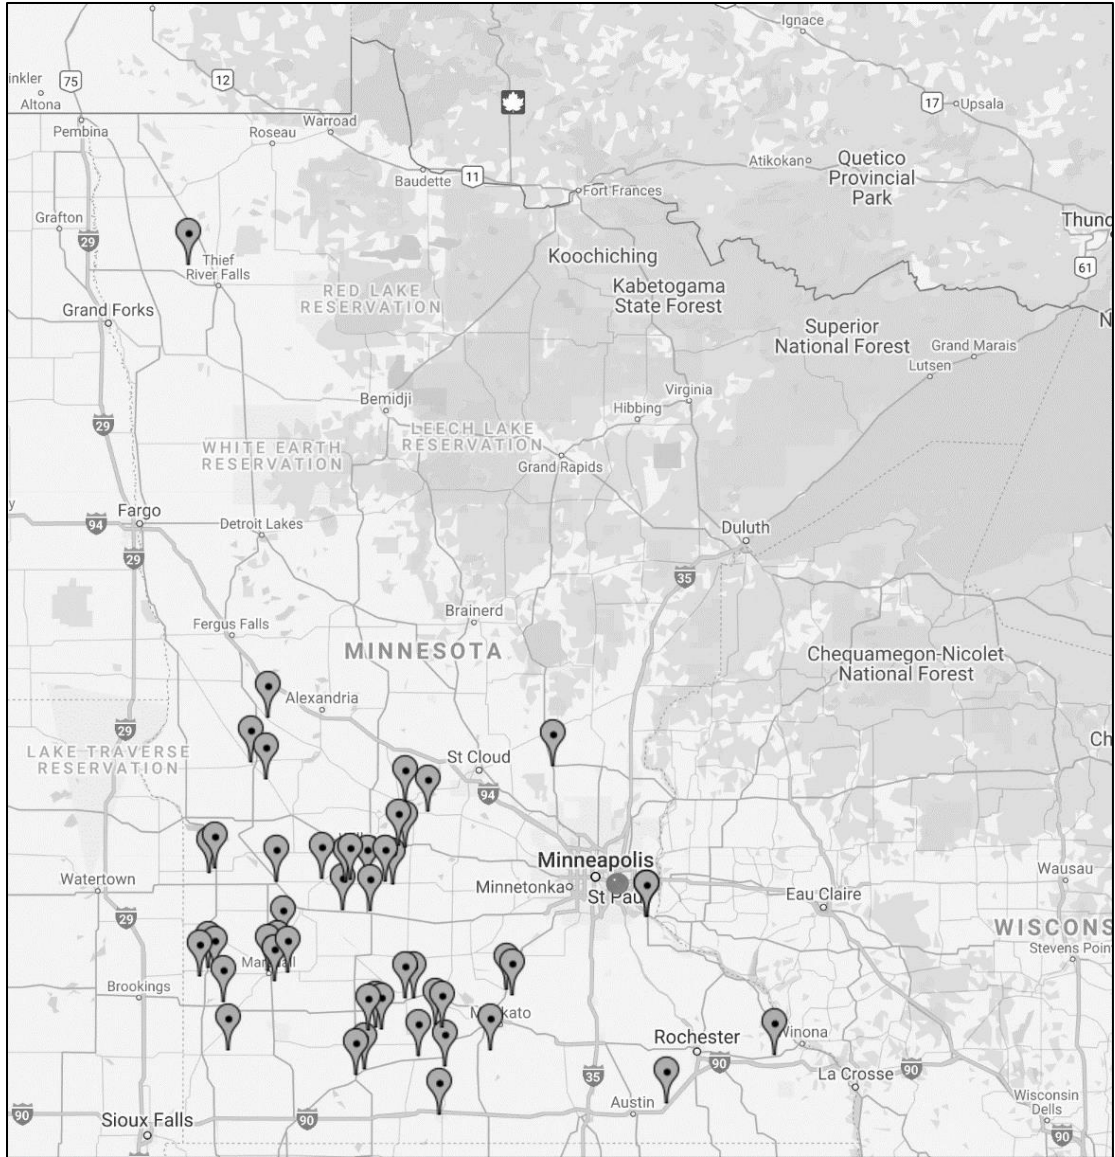 Ignace
12
75
inkler
Altona
17
Upsala
Pembina
Roseau
Warroad
Baudette
11
Fort Frances
Atikokan
Quetico
Provincial
Park
Grafton
29
Thief
River Falls
Koochiching
Kabetogama
State Forest
Thund
61
RED LAKE
RESERVATION
Grand Forks
Superior
National Forest
Grand Marais
Lutsen
N
Bemidji
Virginia
Hibbing
29
WHITE EARTH
RESERVATION
LEECH LAKE
RESERVATION
Grand Rapids
y
94
Fargo
Detroit Lakes
Duluth
29
35
Brainerd
Fergus Falls
MINNESOTA
Chequamegon-Nicolet
National Forest
Alexandria
29
LAKE TRAVERSE
RESERVATION
St Cloud
94
Ch
Minneapolis
Watertown
Minnetonka
St Pau
Wausau
Eau Claire
29
WISCONS
Stevens Poin
Brookings
Rochester
90
La Crosse
90
35
Austin
Wisconsin
Dells
90
90
Sioux Falls
90